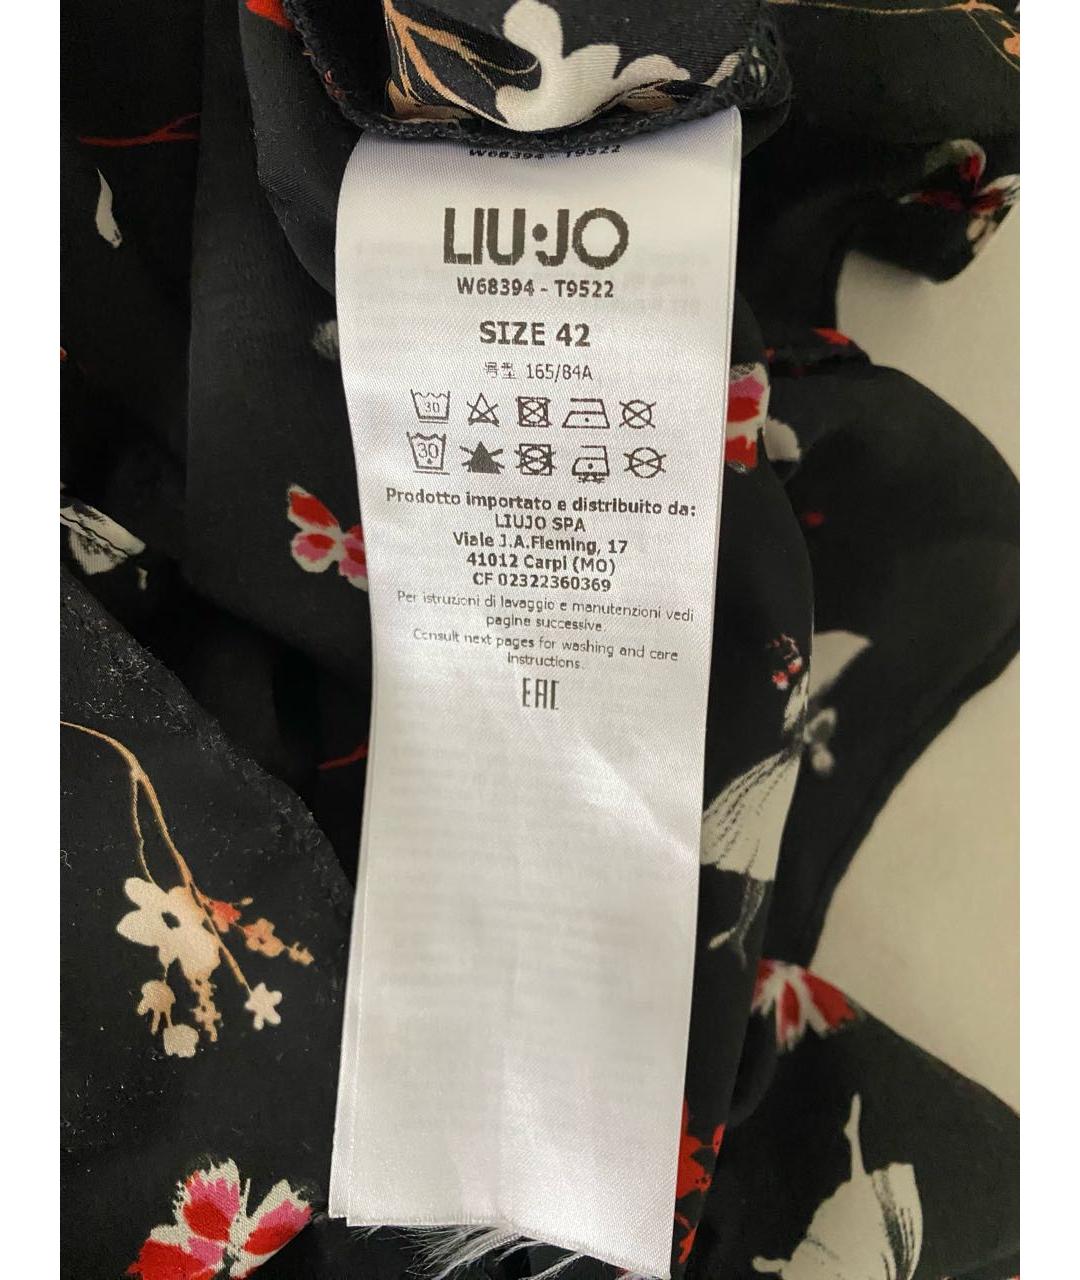 W68394 - T9522
LIU·JO
W68394 - T9522
SIZE 42
号型 165/84A
30
30
Prodotto importato e distribuito da:
LIUJO SPA
Viale J.A.Fleming, 17
41012 Carpi (MO)
CF 02322360369
Per istruzioni di lavaggio e manutenzioni vedi
pagine successive.
Consult next pages for washing and care
instructions.
EAC